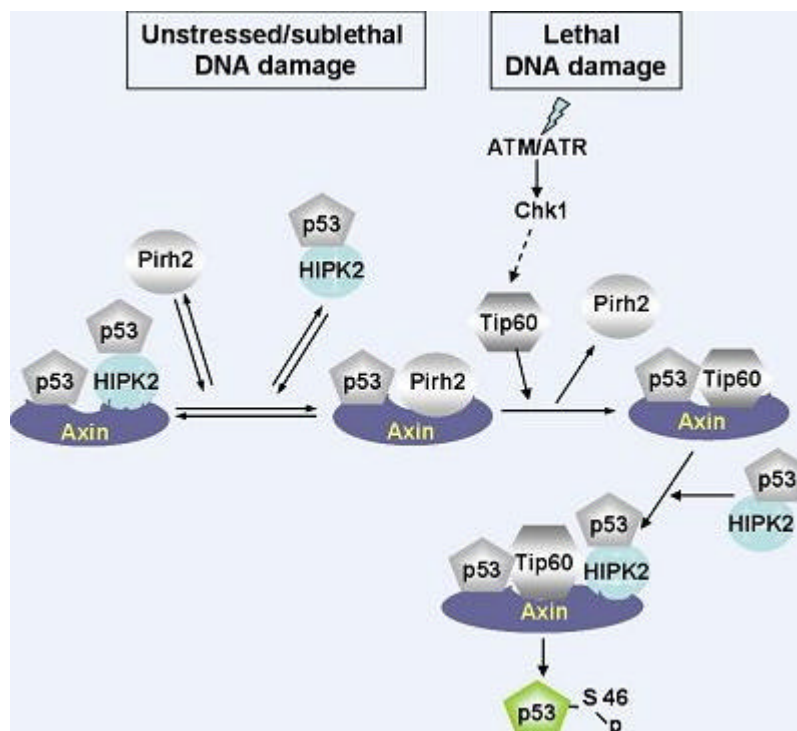 Unstressed/sublethal
DNA damage
Lethal
DNA damage
ATM/ATR
Chk1
p53
HIPK2
Pirh2
p53
p53
HIPK2
Axin
p53
Pirh2
Axin
Tip60
Pirh2
p53
Tip60
Axin
p53
HIPK2
p53
p53
Tip60
HIPK2
Axin
p53
S 46
p